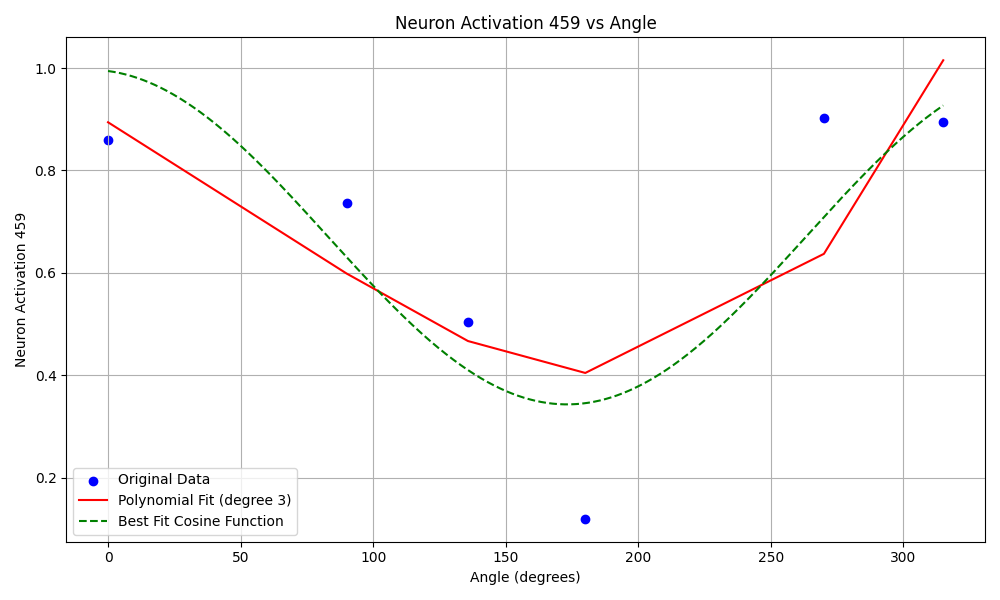 Neuron Activation 459 vs Angle
Neuron Activation 459
1.0
0.8
0.6
0.4
0.2
Original Data
Polynomial Fit (degree 3)
Best Fit Cosine Function
0 50 100 150 200 250 300
Angle (degrees)